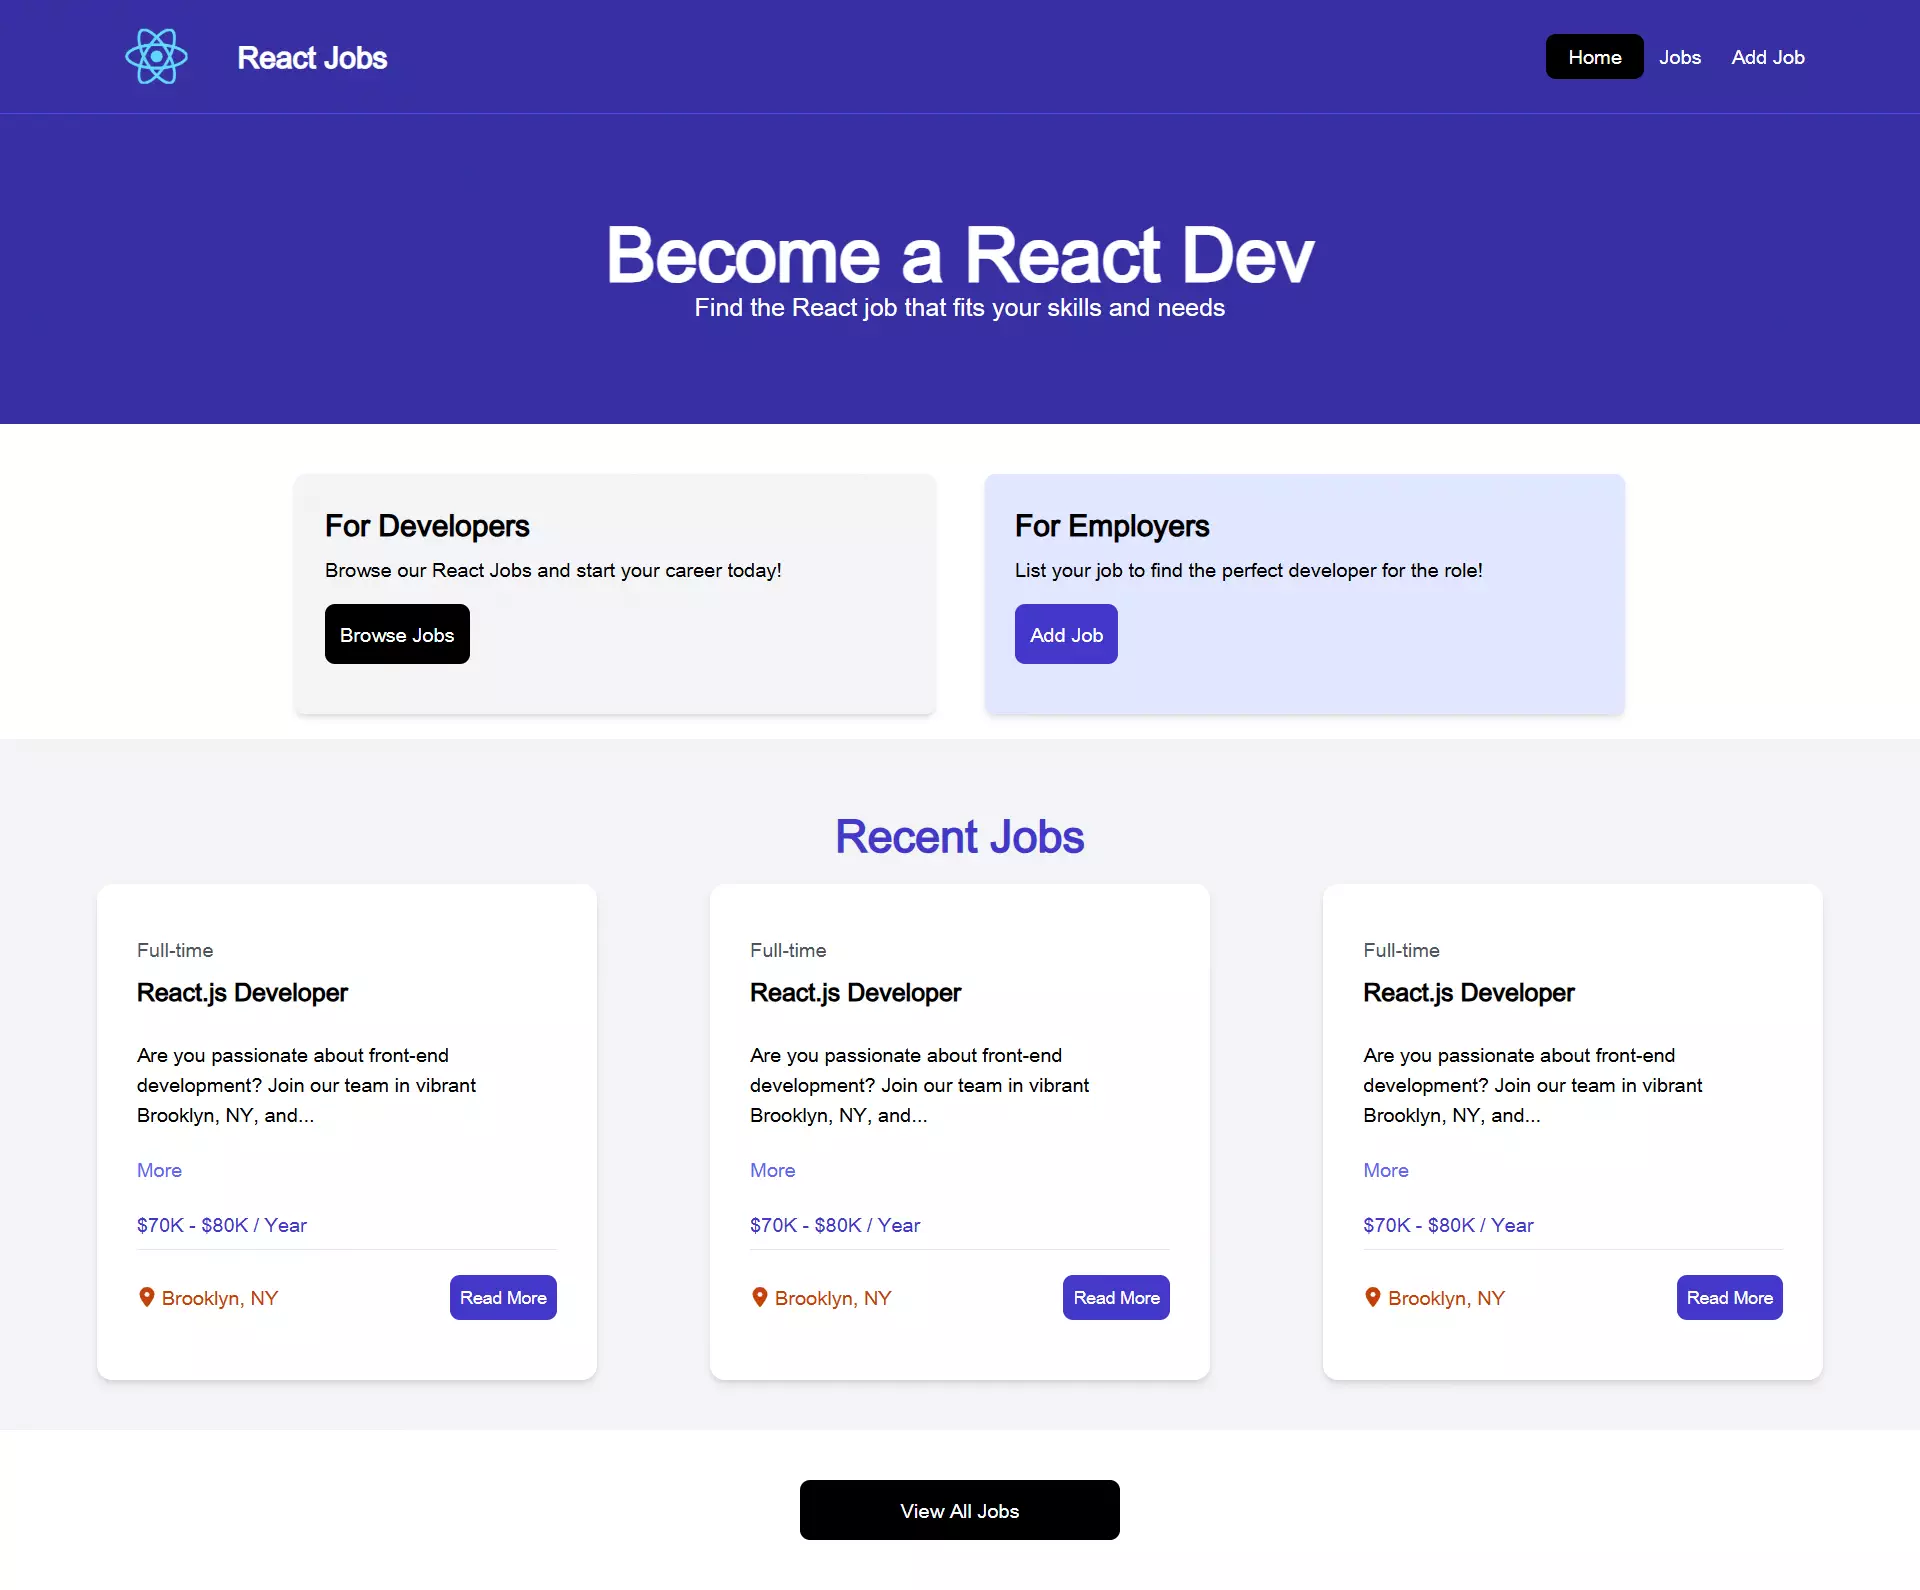 React Jobs
Home Jobs Add Job
Become a React Dev
Find the React job that fits your skills and needs
For Developers
Browse our React Jobs and start your career today!
Browse Jobs
For Employers
List your job to find the perfect developer for the role!
Add Job
Recent Jobs
Full-time
React.js Developer
Are you passionate about front-end
development? Join our team in vibrant
Brooklyn, NY, and...
More
$70K - $80K / Year
Brooklyn, NY
Read More
Full-time
React.js Developer
Are you passionate about front-end
development? Join our team in vibrant
Brooklyn, NY, and...
More
$70K - $80K / Year
Brooklyn, NY
Read More
Full-time
React.js Developer
Are you passionate about front-end
development? Join our team in vibrant
Brooklyn, NY, and...
More
$70K - $80K / Year
Brooklyn, NY
Read More
View All Jobs